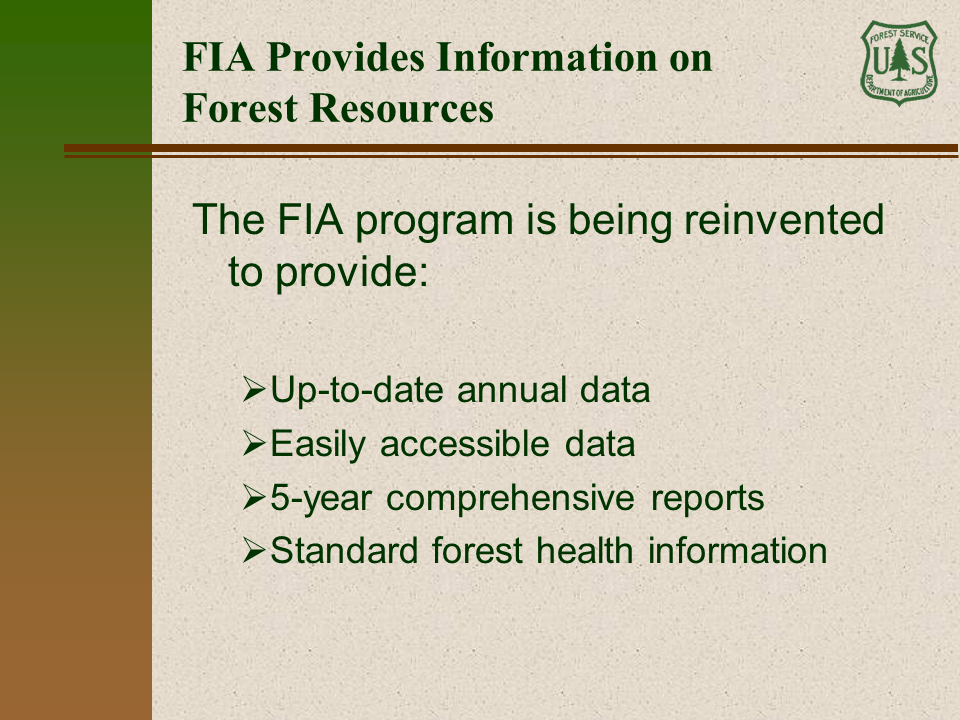 FIA Provides Information on
Forest Resources
FOREST SERVICE
US
DEPARTMENT OF AGRICULTURE
The FIA program is being reinvented
to provide:
➢Up-to-date annual data
➢Easily accessible data
➢5-year comprehensive reports
➢Standard forest health information